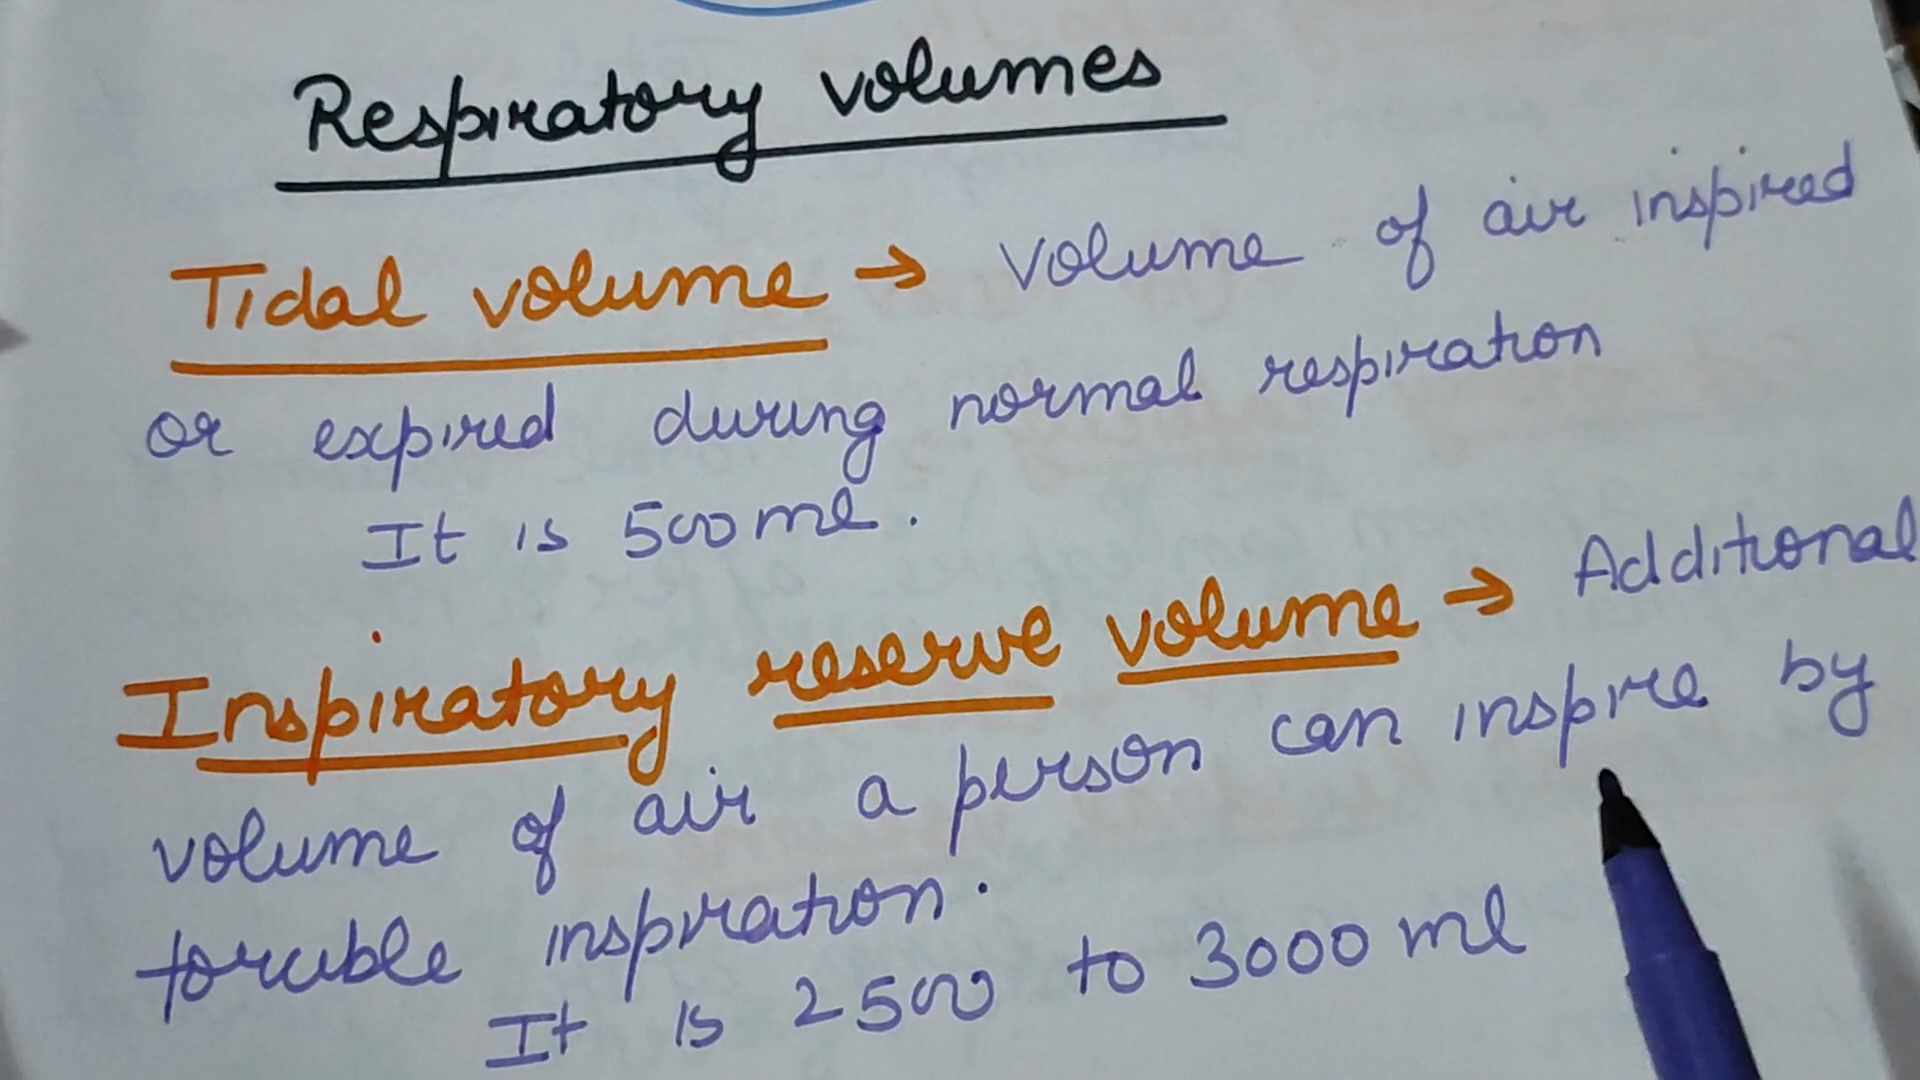 Respiratory volumes
Tidal volume → Volume of air inspired
or expired during normal respiration
It is 500 ml.
Inspiratory reserve volume → Additional
volume of air a person can inspire by
forcible inspiration.
It is 2500 to 3000 ml